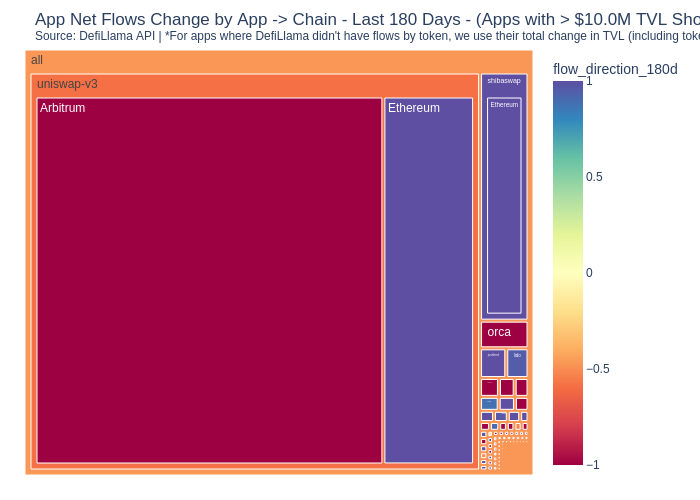 App Net Flows Change by App -> Chain - Last 180 Days - (Apps with > $10.0M TVL Sho
Source: DefiLlama API | *For apps where DefiLlama didn't have flows by token, we use their total change in TVL (including toke
all
uniswap-v3
Arbitrum
Ethereum
shibaswap
Ethereum
orca
lido
flow_direction_180d
1
0.5
0
−0.5
−1